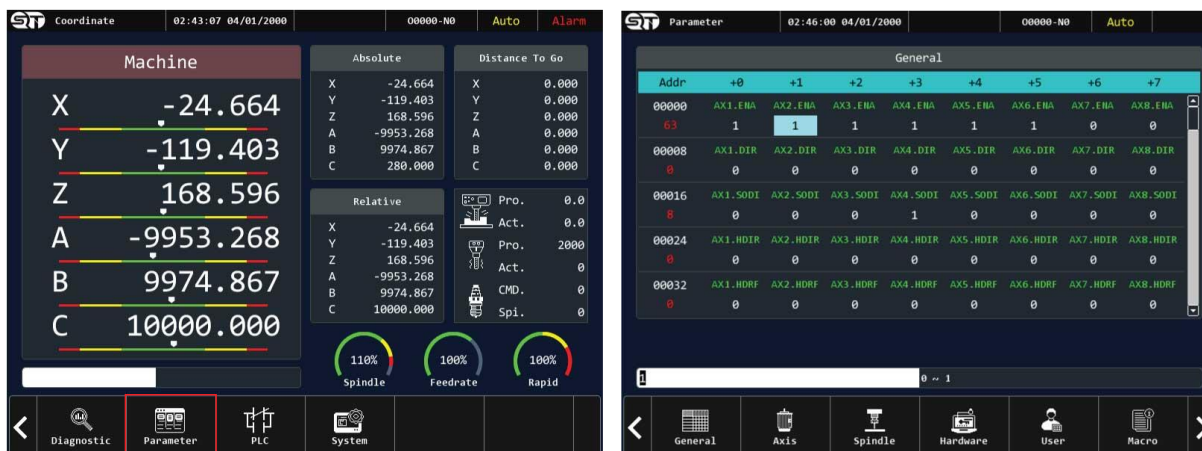 STT Coordinate 02:43:07 04/01/2000 O0000-N0 Auto Alarm
Machine
X -24.664
Y -119.403
Z 168.596
A -9953.268
B 9974.867
C 10000.000
Absolute
X -24.664
Y -119.403
Z 168.596
A -9953.268
B 9974.867
C 280.000
Distance To Go
X 0.000
Y 0.000
Z 0.000
A 0.000
B 0.000
C 0.000
Relative
X -24.664
Y -119.403
Z 168.596
A -9953.268
B 9974.867
C 10000.000
Pro. 0.0
Act. 0.0
Pro. 2000
Act. 0
CMD. 0
Spi. 0
110% 100% 100%
Spindle Feedrate Rapid
Diagnostic Parameter PLC System
STT Parameter 02:46:00 04/01/2000 O0000-N0 Auto
General
Addr +0 +1 +2 +3 +4 +5 +6 +7
00000 AX1.ENA AX2.ENA AX3.ENA AX4.ENA AX5.ENA AX6.ENA AX7.ENA AX8.ENA
63 1 1 1 1 1 1 0 0
00008 AX1.DIR AX2.DIR AX3.DIR AX4.DIR AX5.DIR AX6.DIR AX7.DIR AX8.DIR
0 0 0 0 0 0 0 0 0
00016 AX1.SODI AX2.SODI AX3.SODI AX4.SODI AX5.SODI AX6.SODI AX7.SODI AX8.SODI
8 0 0 0 1 0 0 0 0
00024 AX1.HDIR AX2.HDIR AX3.HDIR AX4.HDIR AX5.HDIR AX6.HDIR AX7.HDIR AX8.HDIR
0 0 0 0 0 0 0 0 0
00032 AX1.HDRF AX2.HDRF AX3.HDRF AX4.HDRF AX5.HDRF AX6.HDRF AX7.HDRF AX8.HDRF
0 0 0 0 0 0 0 0 0
1 0 ~ 1
General Axis Spindle Hardware User Macro